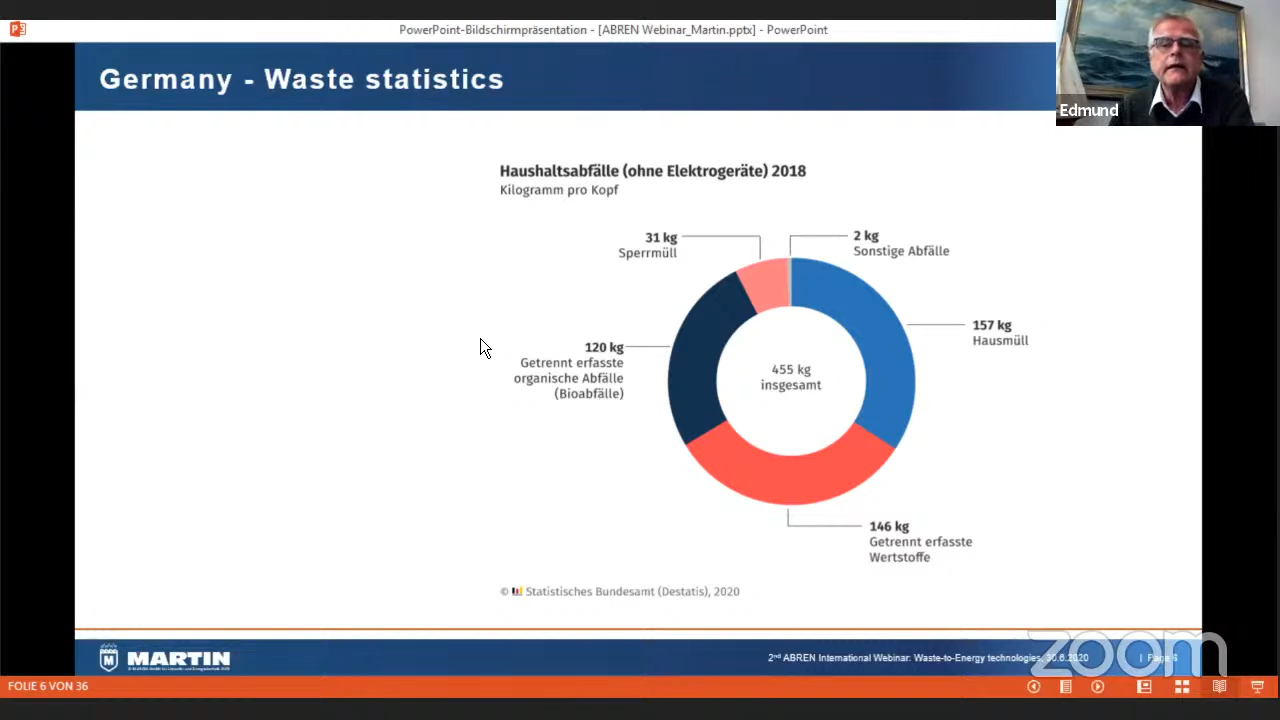 PowerPoint-Bildschirmpräsentation - [ABREN Webinar_Martin.pptx] - PowerPoint
Germany - Waste statistics
Edmund
Haushaltsabfälle (ohne Elektrogeräte) 2018
Kilogramm pro Kopf
31 kg
Sperrmüll
2 kg
Sonstige Abfälle
157 kg
Hausmüll
120 kg
Getrennt erfasste
organische Abfälle
(Bioabfälle)
455 kg
insgesamt
146 kg
Getrennt erfasste
Wertstoffe
© Statistisches Bundesamt (Destatis), 2020
M MARTIN
2nd ABREN International Webinar: Waste-to-Energy technologies, 30.6.2020 | Page 6
zoom
FOLIE 6 VON 36